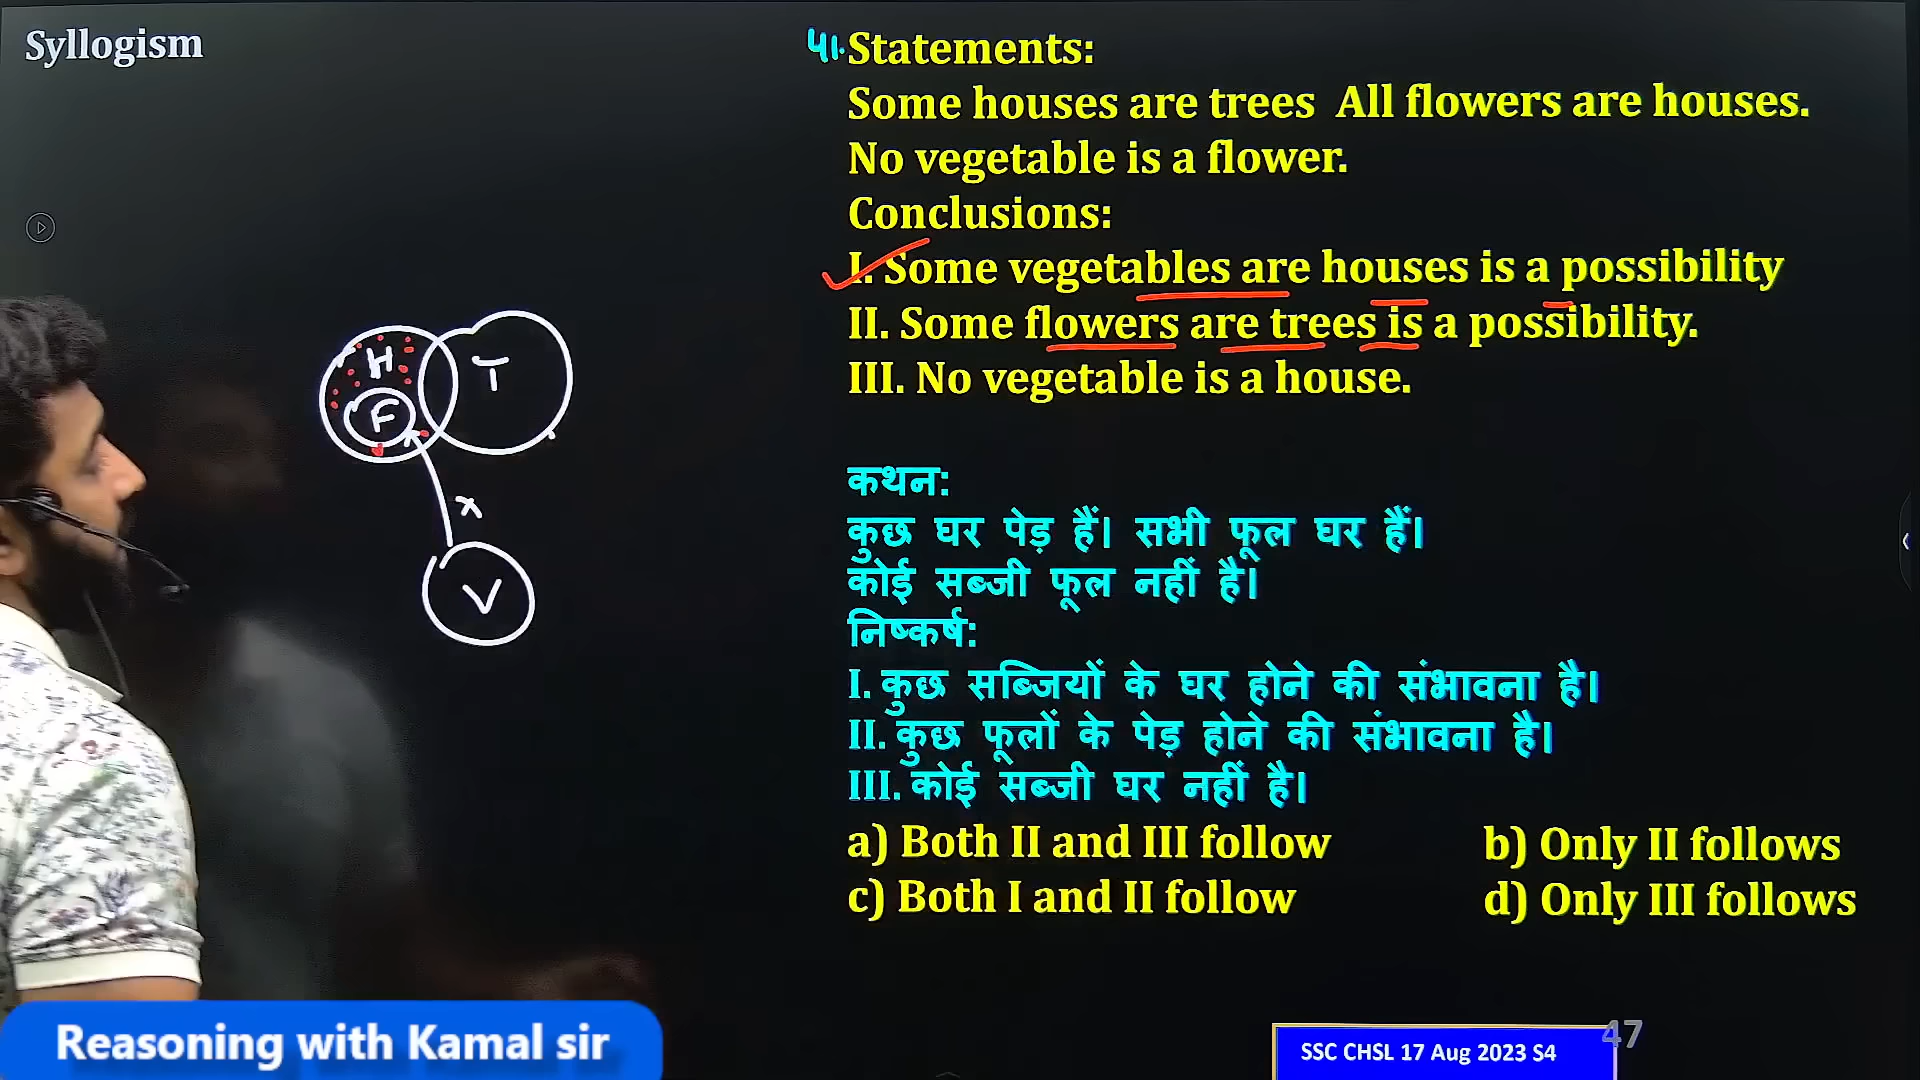 Syllogism
41. Statements:
Some houses are trees All flowers are houses.
No vegetable is a flower.
Conclusions:
I. Some vegetables are houses is a possibility
II. Some flowers are trees is a possibility.
III. No vegetable is a house.
H
T
F
x
V
कथन:
कुछ घर पेड़ हैं। सभी फूल घर हैं।
कोई सब्जी फूल नहीं है।
निष्कर्ष:
I. कुछ सब्जियों के घर होने की संभावना है।
II. कुछ फूलों के पेड़ होने की संभावना है।
III. कोई सब्जी घर नहीं है।
a) Both II and III follow b) Only II follows
c) Both I and II follow d) Only III follows
Reasoning with Kamal sir
SSC CHSL 17 Aug 2023 S4
47